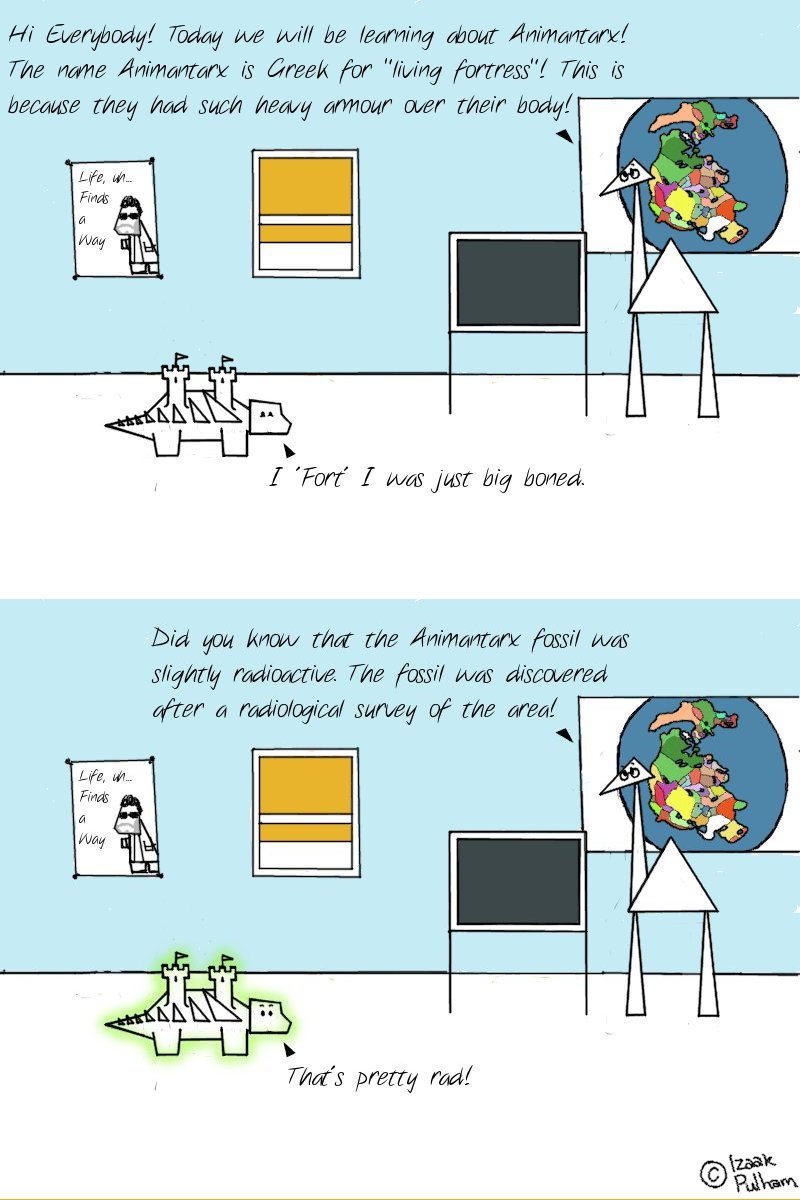 Hi Everybody! Today we will be learning about Animantarx!
The name Animantarx is Greek for "living fortress"! This is
because they had such heavy armour over their body!
Life, uh...
Finds
a
Way
I 'Fort' I was just big boned.
Did you know that the Animantarx fossil was
slightly radioactive. The fossil was discovered
after a radiological survey of the area!
Life, uh...
Finds
a
Way
That's pretty rad!
© Izaak
Pulham